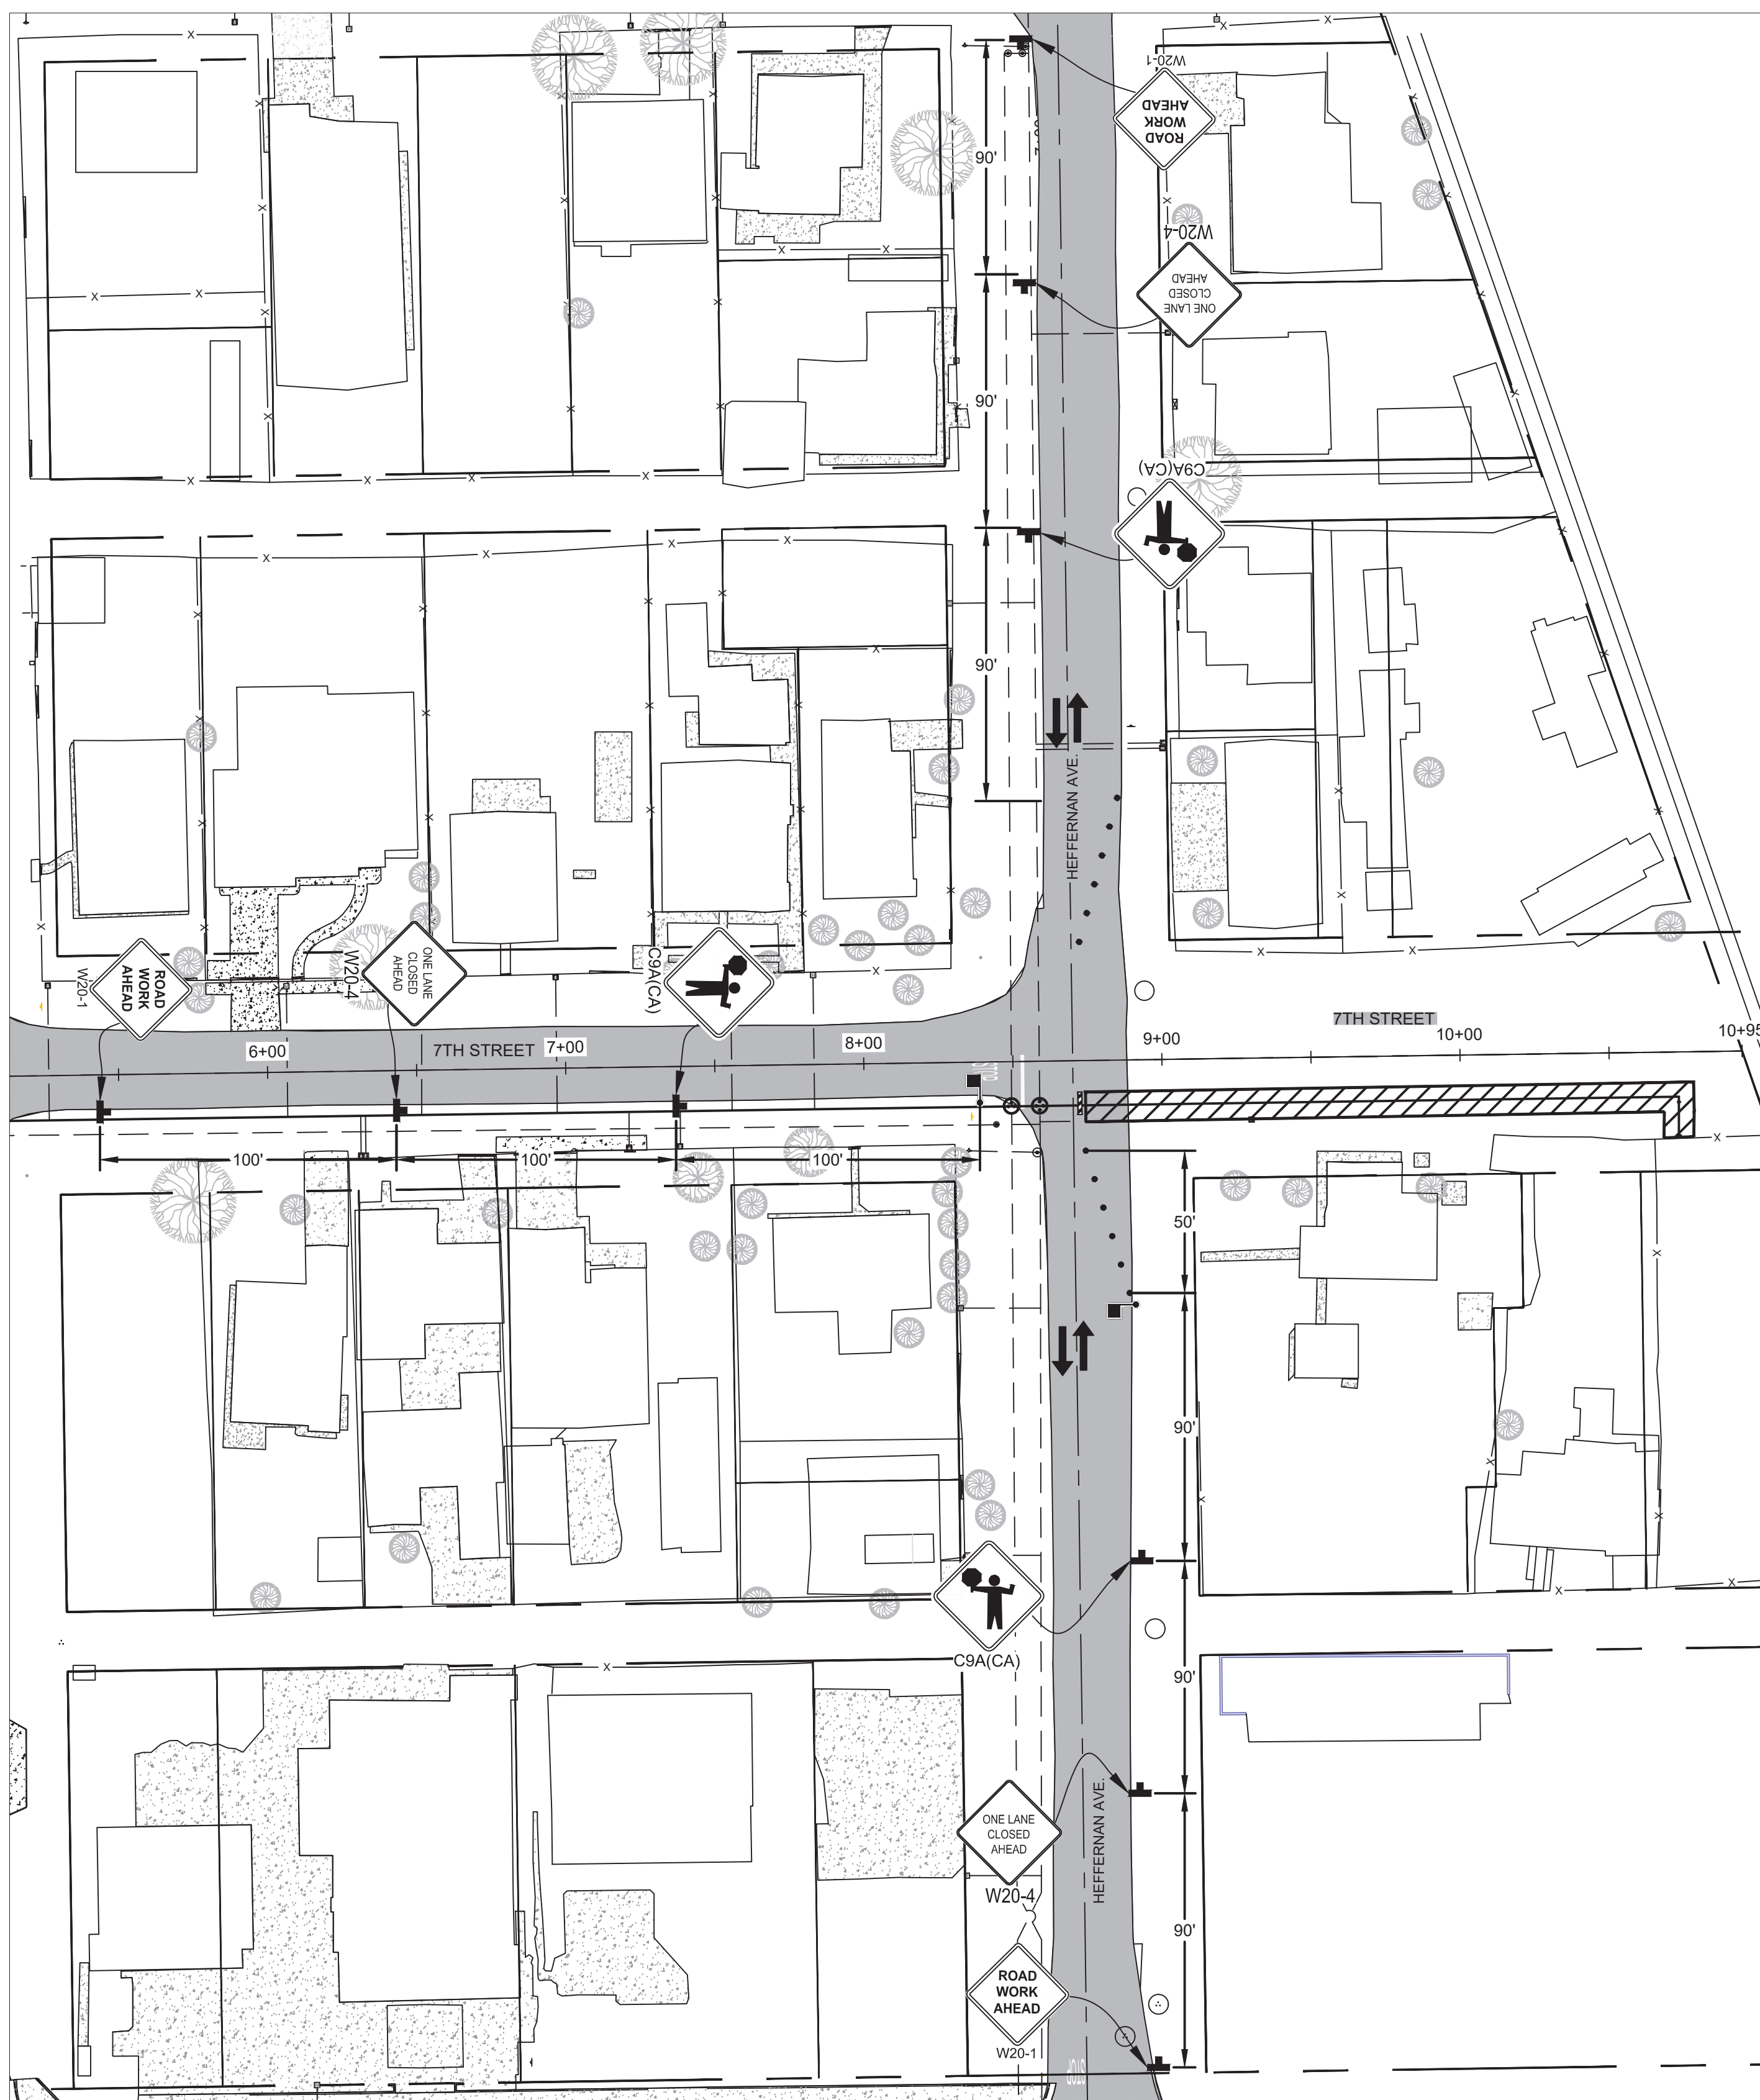 W20-1
ROAD
WORK
AHEAD
90'
W20-4
ONE LANE
CLOSED
AHEAD
90'
C9A(CA)
90'
HEFFERNAN AVE.
W20-1
ROAD
WORK
AHEAD
W20-4
ONE LANE
CLOSED
AHEAD
C9A(CA)
6+00
7TH STREET
7+00
8+00
9+00
7TH STREET
10+00
10+95
STOP
100'
100'
100'
50'
90'
C9A(CA)
90'
ONE LANE
CLOSED
AHEAD
W20-4
HEFFERNAN AVE.
90'
ROAD
WORK
AHEAD
W20-1
STOP